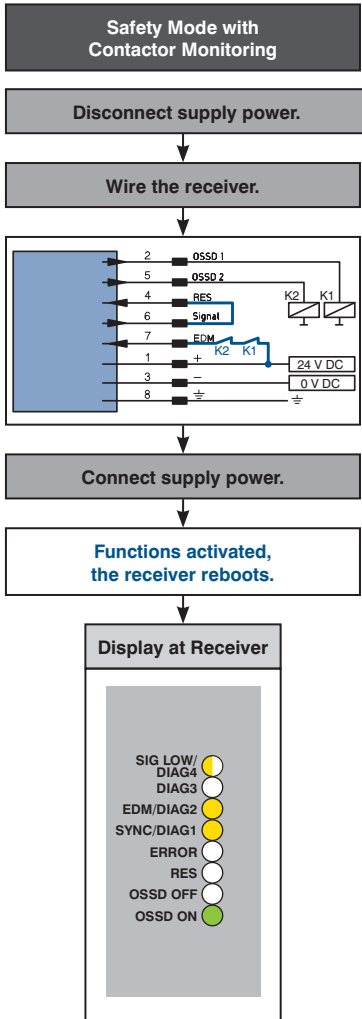 Safety Mode with
Contactor Monitoring
Disconnect supply power.
Wire the receiver.
2 OSSD 1
5 OSSD 2
4 RES
K2 K1
6 Signal
7 EDM
K2 K1
1 +
24 V DC
3 –
0 V DC
8
Connect supply power.
Functions activated,
the receiver reboots.
Display at Receiver
SIG LOW/
DIAG4
DIAG3
EDM/DIAG2
SYNC/DIAG1
ERROR
RES
OSSD OFF
OSSD ON